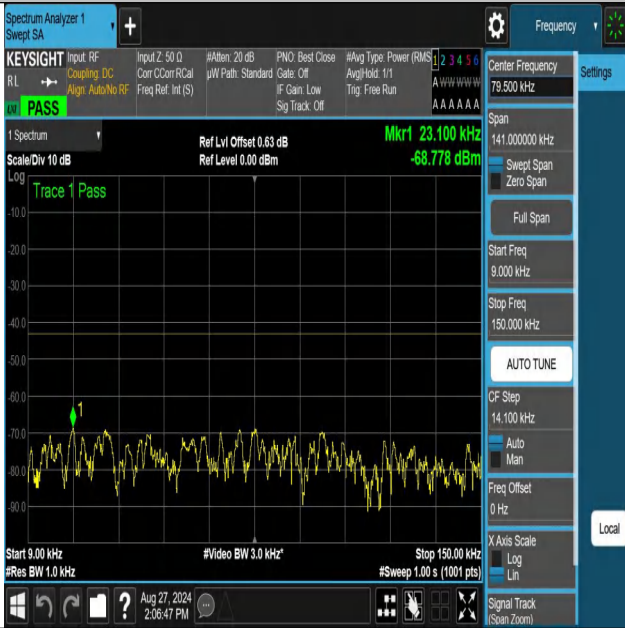 Spectrum Analyzer 1
Swept SA
+
Frequency
KEYSIGHT
RL
PASS
Input: RF
Coupling: DC
Align: Auto/No RF
Input Z: 50 Ω
Corr CCorr RCal
Freq Ref: Int (S)
#Atten: 20 dB
µW Path: Standard
PNO: Best Close
Gate: Off
IF Gain: Low
Sig Track: Off
#Avg Type: Power (RMS
Avg|Hold: 1/1
Trig: Free Run
1 2 3 4 5 6
A W W W W W
A A A A A A
Center Frequency
79.500 kHz
Settings
Span
141.000000 kHz
Swept Span
Zero Span
Full Span
Start Freq
9.000 kHz
Stop Freq
150.000 kHz
AUTO TUNE
CF Step
14.100 kHz
Auto
Man
Freq Offset
0 Hz
X Axis Scale
Log
Lin
Local
Signal Track
(Span Zoom)
1 Spectrum
Scale/Div 10 dB
Ref Lvl Offset 0.63 dB
Ref Level 0.00 dBm
Mkr1 23.100 kHz
-68.778 dBm
Log
Trace 1 Pass
-10.0
-20.0
-30.0
-40.0
-50.0
-60.0
-70.0
-80.0
-90.0
1
Start 9.00 kHz
#Video BW 3.0 kHz*
Stop 150.00 kHz
#Res BW 1.0 kHz
#Sweep 1.00 s (1001 pts)
?
Aug 27, 2024
2:06:47 PM